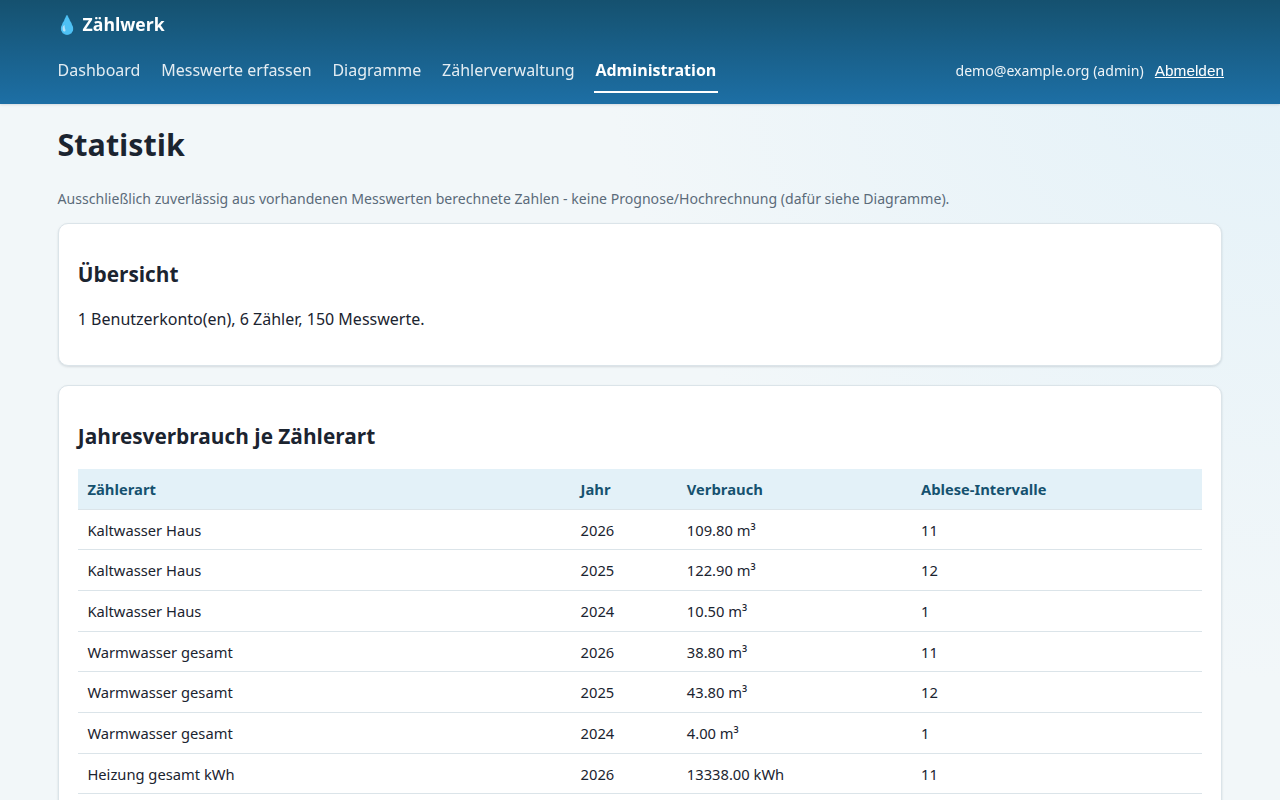 💧 Zählwerk
Dashboard Messwerte erfassen Diagramme Zählerverwaltung Administration demo@example.org (admin) Abmelden
Statistik
Ausschließlich zuverlässig aus vorhandenen Messwerten berechnete Zahlen - keine Prognose/Hochrechnung (dafür siehe Diagramme).
Übersicht
1 Benutzerkonto(en), 6 Zähler, 150 Messwerte.
Jahresverbrauch je Zählerart
Zählerart Jahr Verbrauch Ablese-Intervalle
Kaltwasser Haus 2026 109.80 m³ 11
Kaltwasser Haus 2025 122.90 m³ 12
Kaltwasser Haus 2024 10.50 m³ 1
Warmwasser gesamt 2026 38.80 m³ 11
Warmwasser gesamt 2025 43.80 m³ 12
Warmwasser gesamt 2024 4.00 m³ 1
Heizung gesamt kWh 2026 13338.00 kWh 11